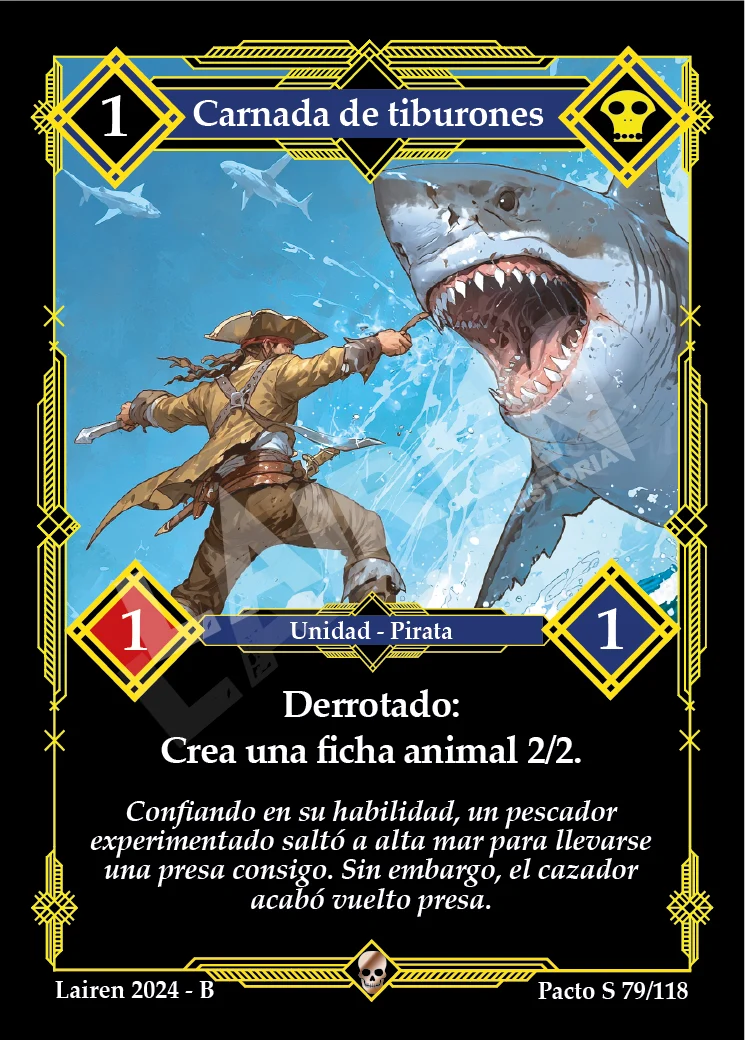 1
Carnada de tiburones
1
Unidad - Pirata
1
Derrotado:
Crea una ficha animal 2/2.
Confiando en su habilidad, un pescador
experimentado saltó a alta mar para llevarse
una presa consigo. Sin embargo, el cazador
acabó vuelto presa.
Lairen 2024 - B
Pacto S 79/118
LAIREN